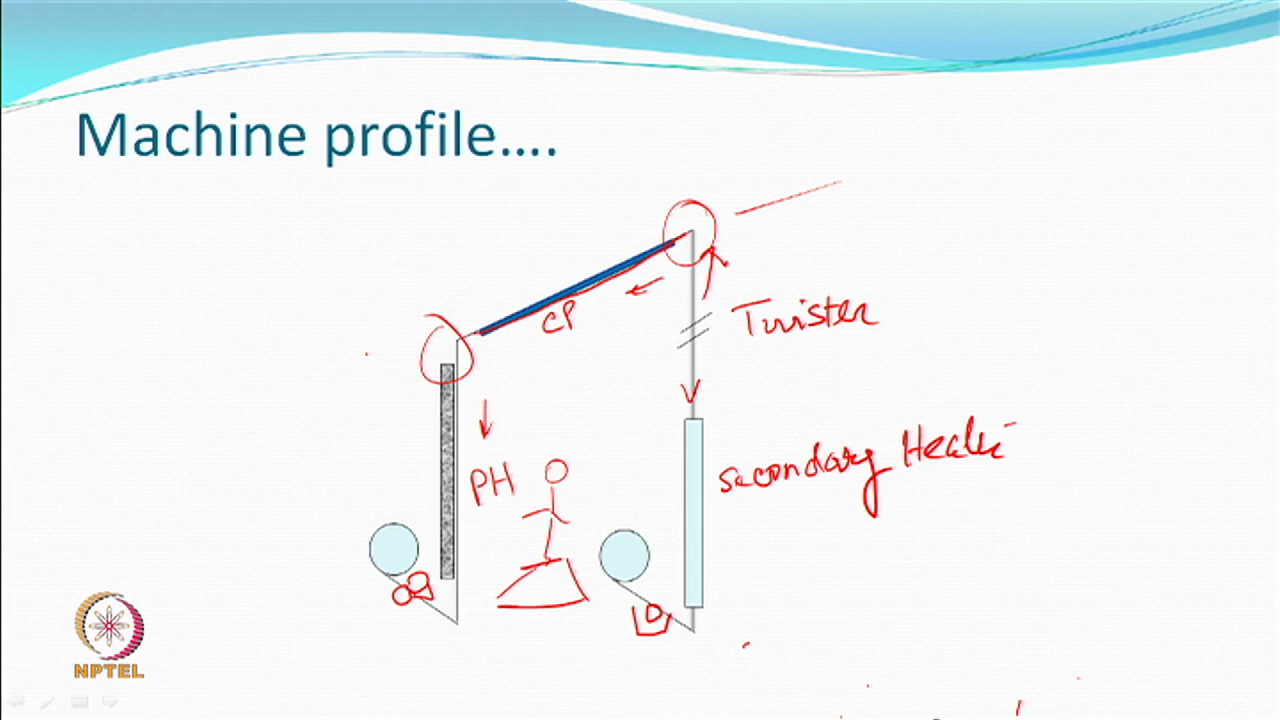 Machine profile....
CP
Twister
PH
secondary Heater
NPTEL